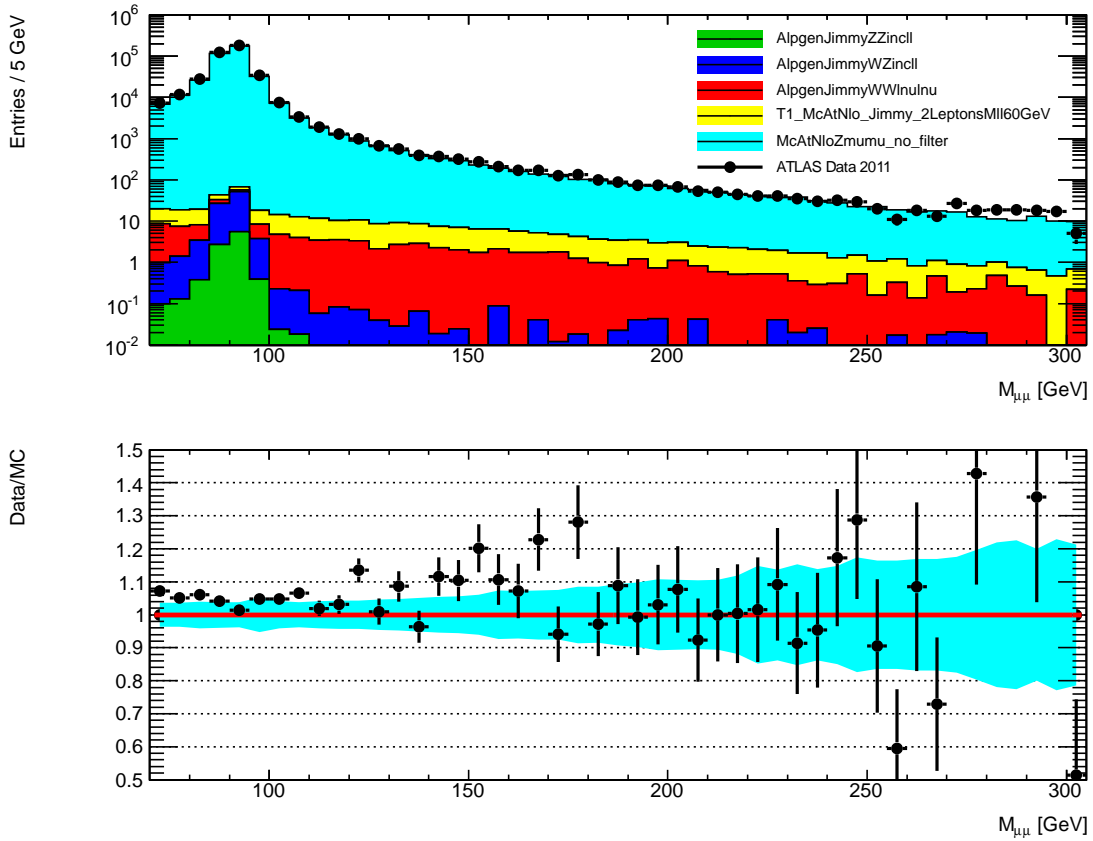 Entries / 5 GeV
10^6
10^5
10^4
10^3
10^2
10
1
10^-1
10^-2
AlpgenJimmyZZincll
AlpgenJimmyWZincll
AlpgenJimmyWWlnulnu
T1_McAtNlo_Jimmy_2LeptonsMll60GeV
McAtNloZmumu_no_filter
ATLAS Data 2011
100 150 200 250 300
M_μμ [GeV]
Data/MC
1.5
1.4
1.3
1.2
1.1
1
0.9
0.8
0.7
0.6
0.5
100 150 200 250 300
M_μμ [GeV]